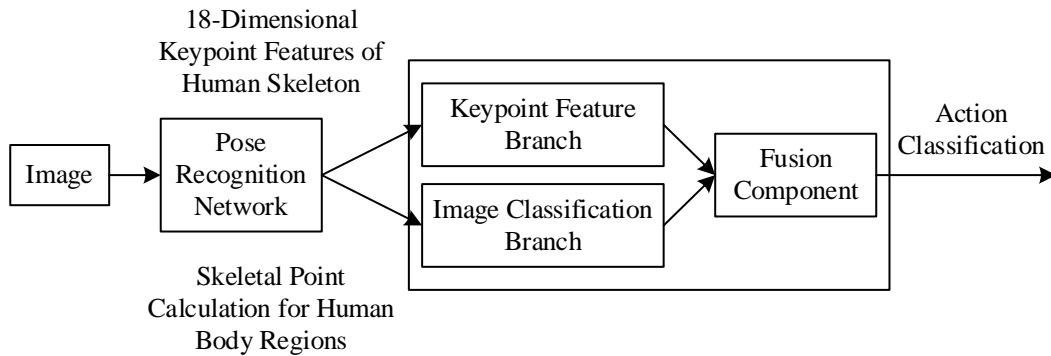 18-Dimensional
Keypoint Features of
Human Skeleton
Image
Pose
Recognition
Network
Keypoint Feature
Branch
Image Classification
Branch
Fusion
Component
Action
Classification
Skeletal Point
Calculation for Human
Body Regions